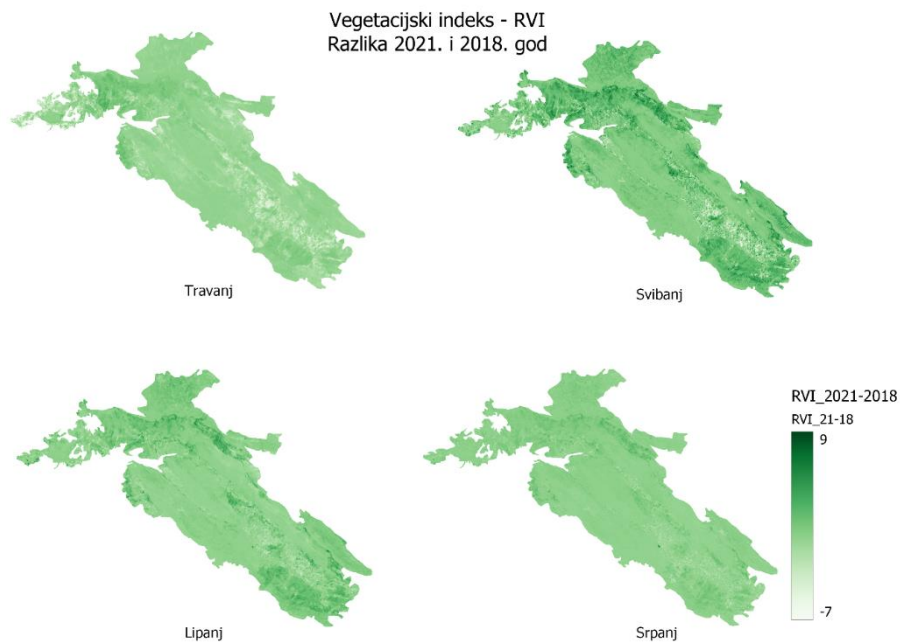 Vegetacijski indeks - RVI
Razlika 2021. i 2018. god
Travanj
Svibanj
Lipanj
Srpanj
RVI_2021-2018
RVI_21-18
9
-7